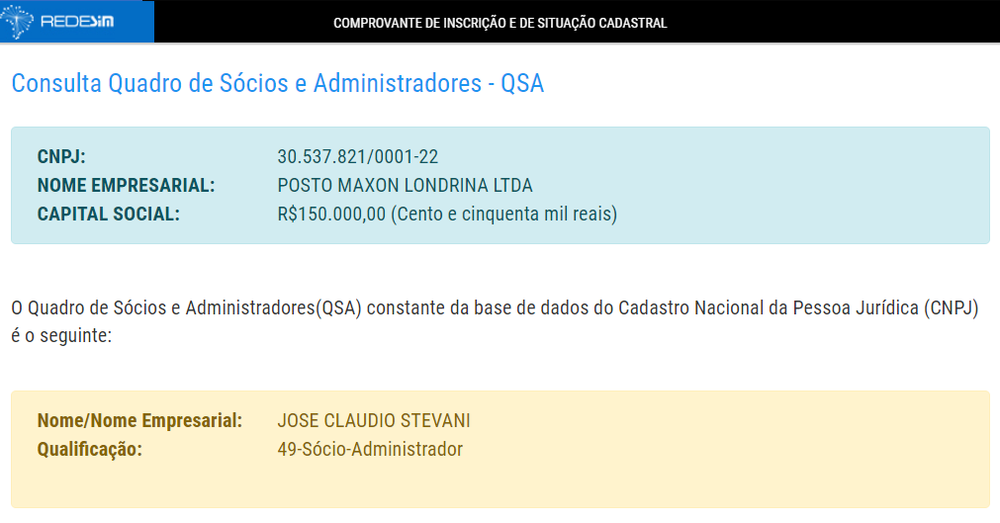 REDESIM
COMPROVANTE DE INSCRIÇÃO E DE SITUAÇÃO CADASTRAL
Consulta Quadro de Sócios e Administradores - QSA
CNPJ: 30.537.821/0001-22
NOME EMPRESARIAL: POSTO MAXON LONDRINA LTDA
CAPITAL SOCIAL: R$150.000,00 (Cento e cinquenta mil reais)
O Quadro de Sócios e Administradores(QSA) constante da base de dados do Cadastro Nacional da Pessoa Jurídica (CNPJ)
é o seguinte:
Nome/Nome Empresarial: JOSE CLAUDIO STEVANI
Qualificação: 49-Sócio-Administrador